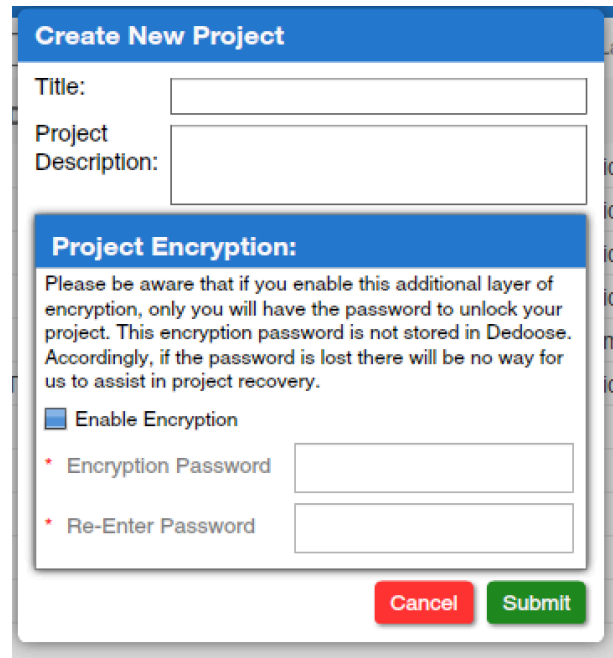 Create New Project
Title:
Project
Description:
Project Encryption:
Please be aware that if you enable this additional layer of
encryption, only you will have the password to unlock your
project. This encryption password is not stored in Dedoose.
Accordingly, if the password is lost there will be no way for
us to assist in project recovery.
Enable Encryption
* Encryption Password
* Re-Enter Password
Cancel Submit